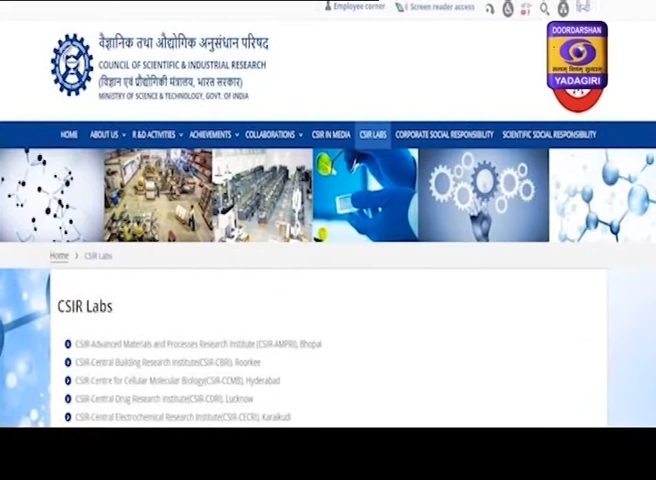 Employee corner Screen reader access हिन्दी
वैज्ञानिक तथा औद्योगिक अनुसंधान परिषद
COUNCIL OF SCIENTIFIC & INDUSTRIAL RESEARCH
(विज्ञान एवं प्रौद्योगिकी मंत्रालय, भारत सरकार)
MINISTRY OF SCIENCE & TECHNOLOGY, GOVT. OF INDIA
DOORDARSHAN
YADAGIRI
HOME ABOUT US R &D ACTIVITIES ACHIEVEMENTS COLLABORATIONS CSIR IN MEDIA CSIR LABS CORPORATE SOCIAL RESPONSIBILITY SCIENTIFIC SOCIAL RESPONSIBILITY
Home > CSIR Labs
CSIR Labs
CSIR-Advanced Materials and Processes Research Institute (CSIR-AMPRI), Bhopal
CSIR-Central Building Research Institute(CSIR-CBRI), Roorkee
CSIR-Centre for Cellular Molecular Biology(CSIR-CCMB), Hyderabad
CSIR-Central Drug Research Institute(CSIR-CDRI), Lucknow
CSIR-Central Electrochemical Research Institute(CSIR-CECRI), Karaikudi